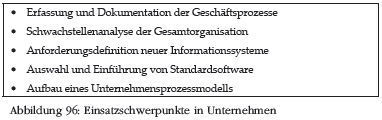 • Erfassung und Dokumentation der Geschäftsprozesse
• Schwachstellenanalyse der Gesamtorganisation
• Anforderungsdefinition neuer Informationssysteme
• Auswahl und Einführung von Standardsoftware
• Aufbau eines Unternehmensprozessmodells
Abbildung 96: Einsatzschwerpunkte in Unternehmen